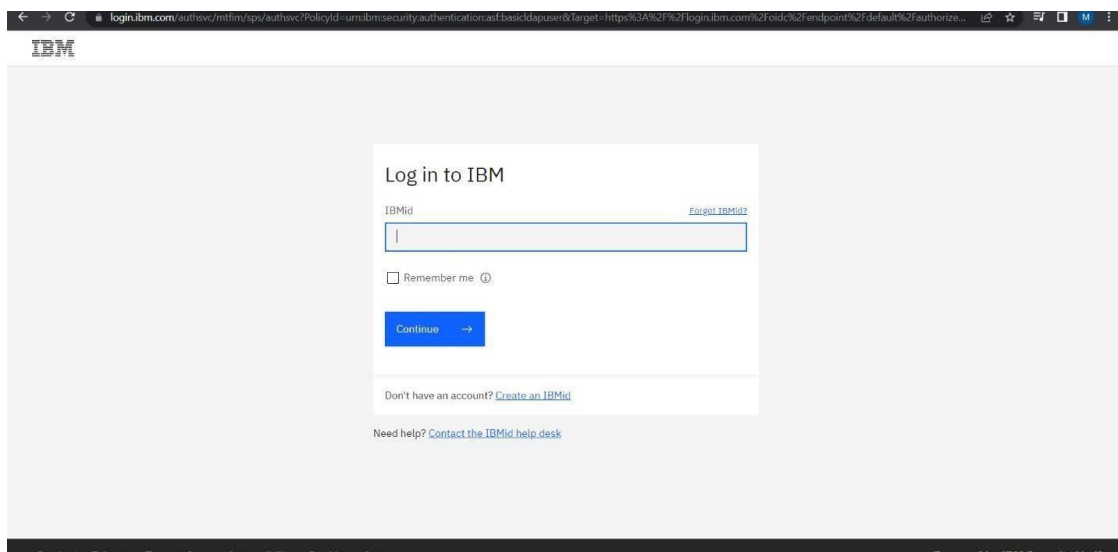 login.ibm.com/authsvc/mtfim/sps/authsvc?PolicyId=urn:ibm:security:authentication:asf:basicldapuser&Target=https%3A%2F%2Flogin.ibm.com%2Foidc%2Fendpoint%2Fdefault%2Fauthorize... M
IBM
Log in to IBM
IBMid Forgot IBMid?
Remember me
Continue →
Don't have an account? Create an IBMid
Need help? Contact the IBMid help desk